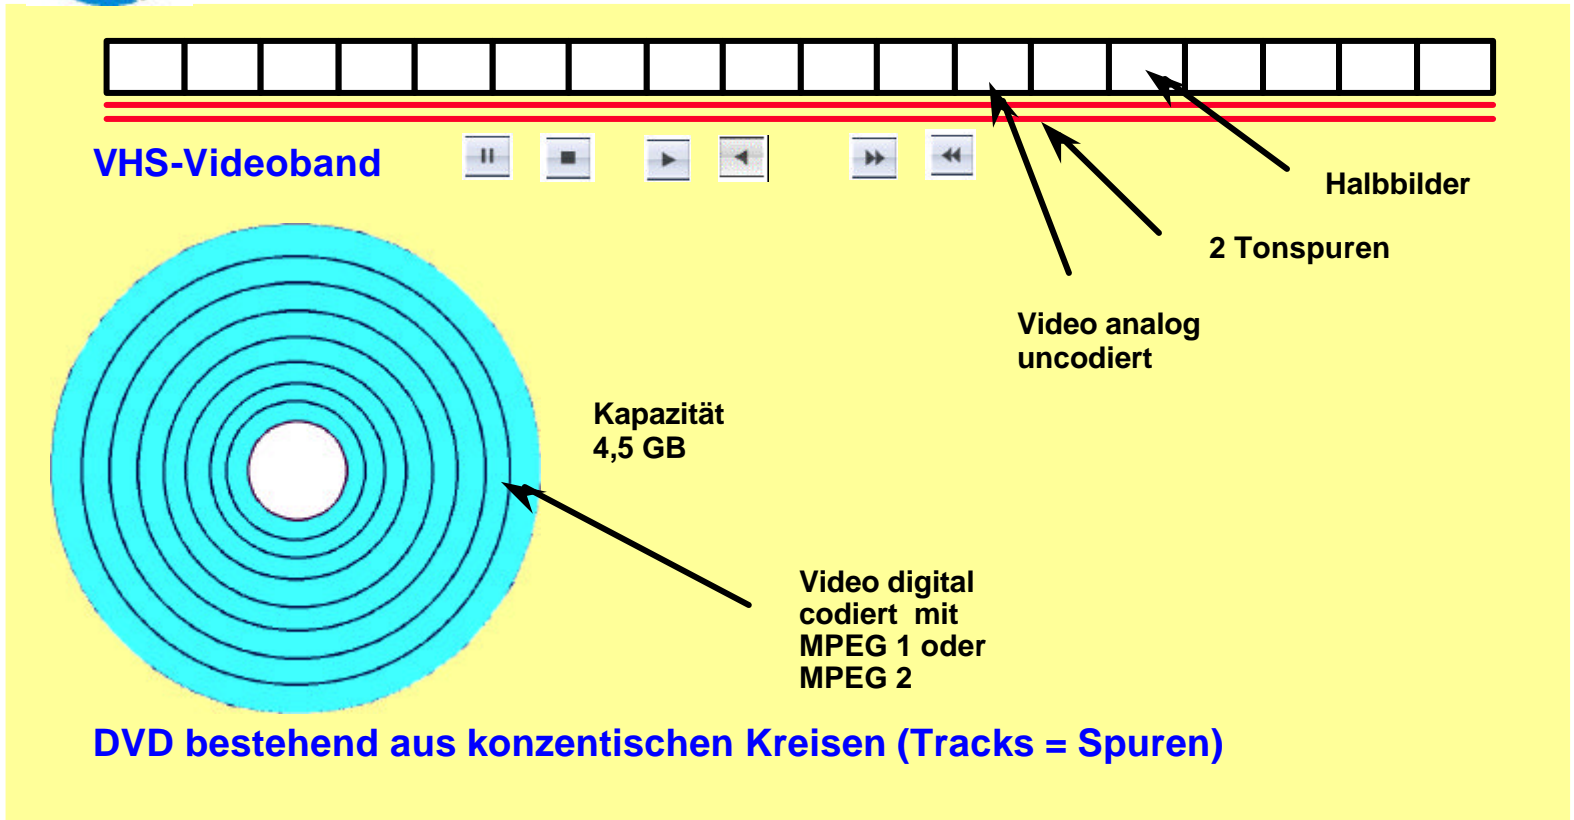 VHS-Videoband
Halbbilder
2 Tonspuren
Video analog
uncodiert
Kapazität
4,5 GB
Video digital
codiert mit
MPEG 1 oder
MPEG 2
DVD bestehend aus konzentischen Kreisen (Tracks = Spuren)